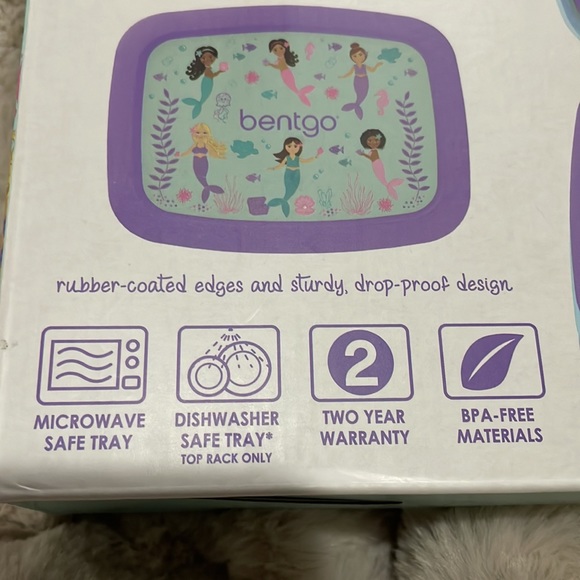 bentgo
rubber-coated edges and sturdy, drop-proof design
2
MICROWAVE
SAFE TRAY
DISHWASHER
SAFE TRAY*
TOP RACK ONLY
TWO YEAR
WARRANTY
BPA-FREE
MATERIALS